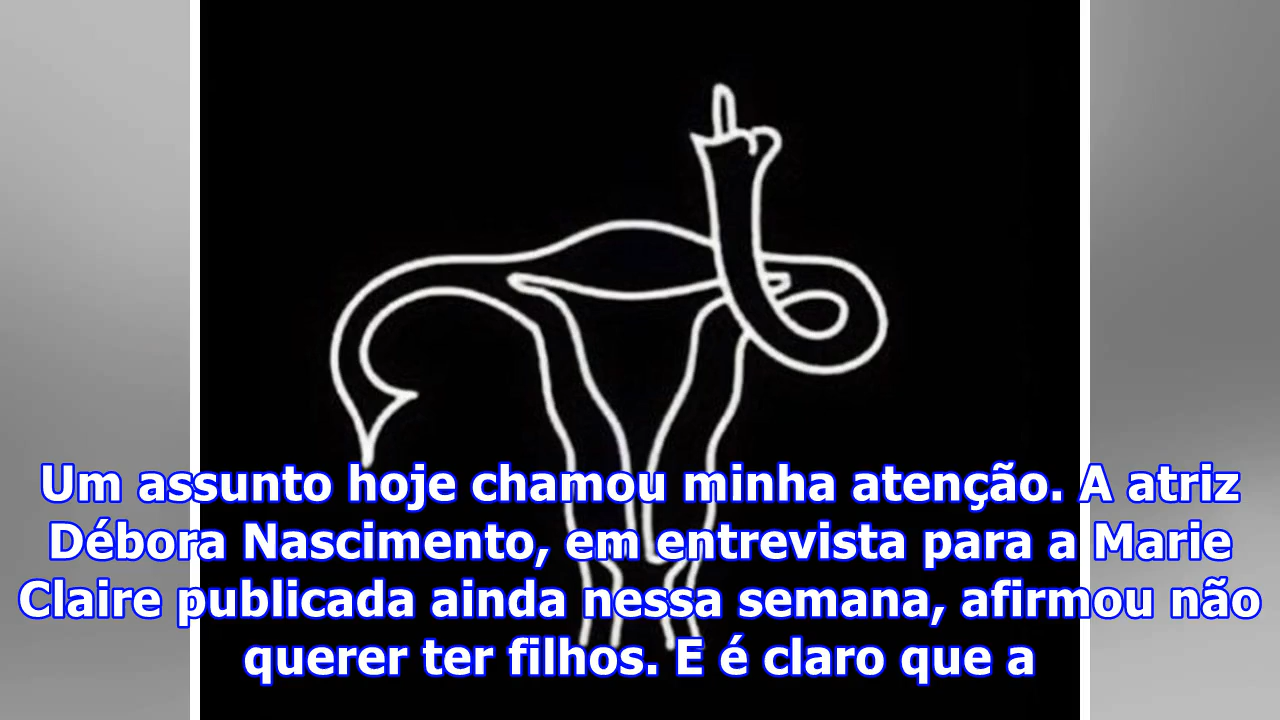 Um assunto hoje chamou minha atenção. A atriz
Débora Nascimento, em entrevista para a Marie
Claire publicada ainda nessa semana, afirmou não
querer ter filhos. E é claro que a